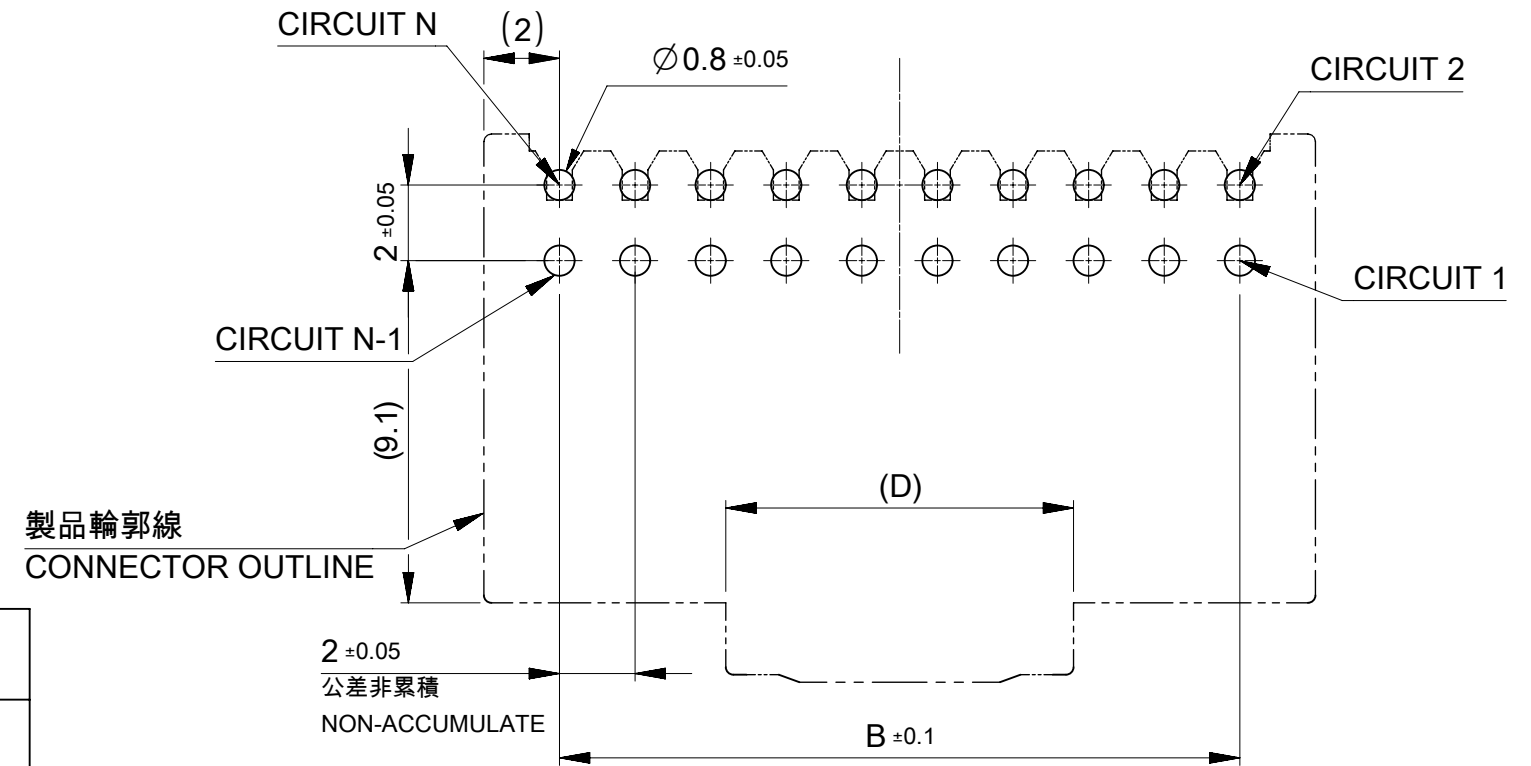 CIRCUIT N
(2)
∅0.8 ±0.05
CIRCUIT 2
2 ±0.05
CIRCUIT 1
CIRCUIT N-1
(9.1)
(D)
製品輪郭線
CONNECTOR OUTLINE
2 ±0.05
公差非累積
NON-ACCUMULATE
B ±0.1